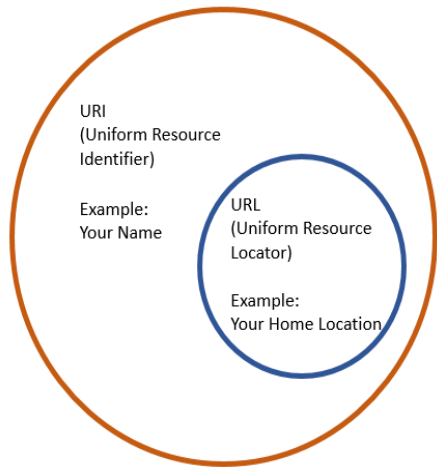 URI
(Uniform Resource
Identifier)
Example:
Your Name
URL
(Uniform Resource
Locator)
Example:
Your Home Location